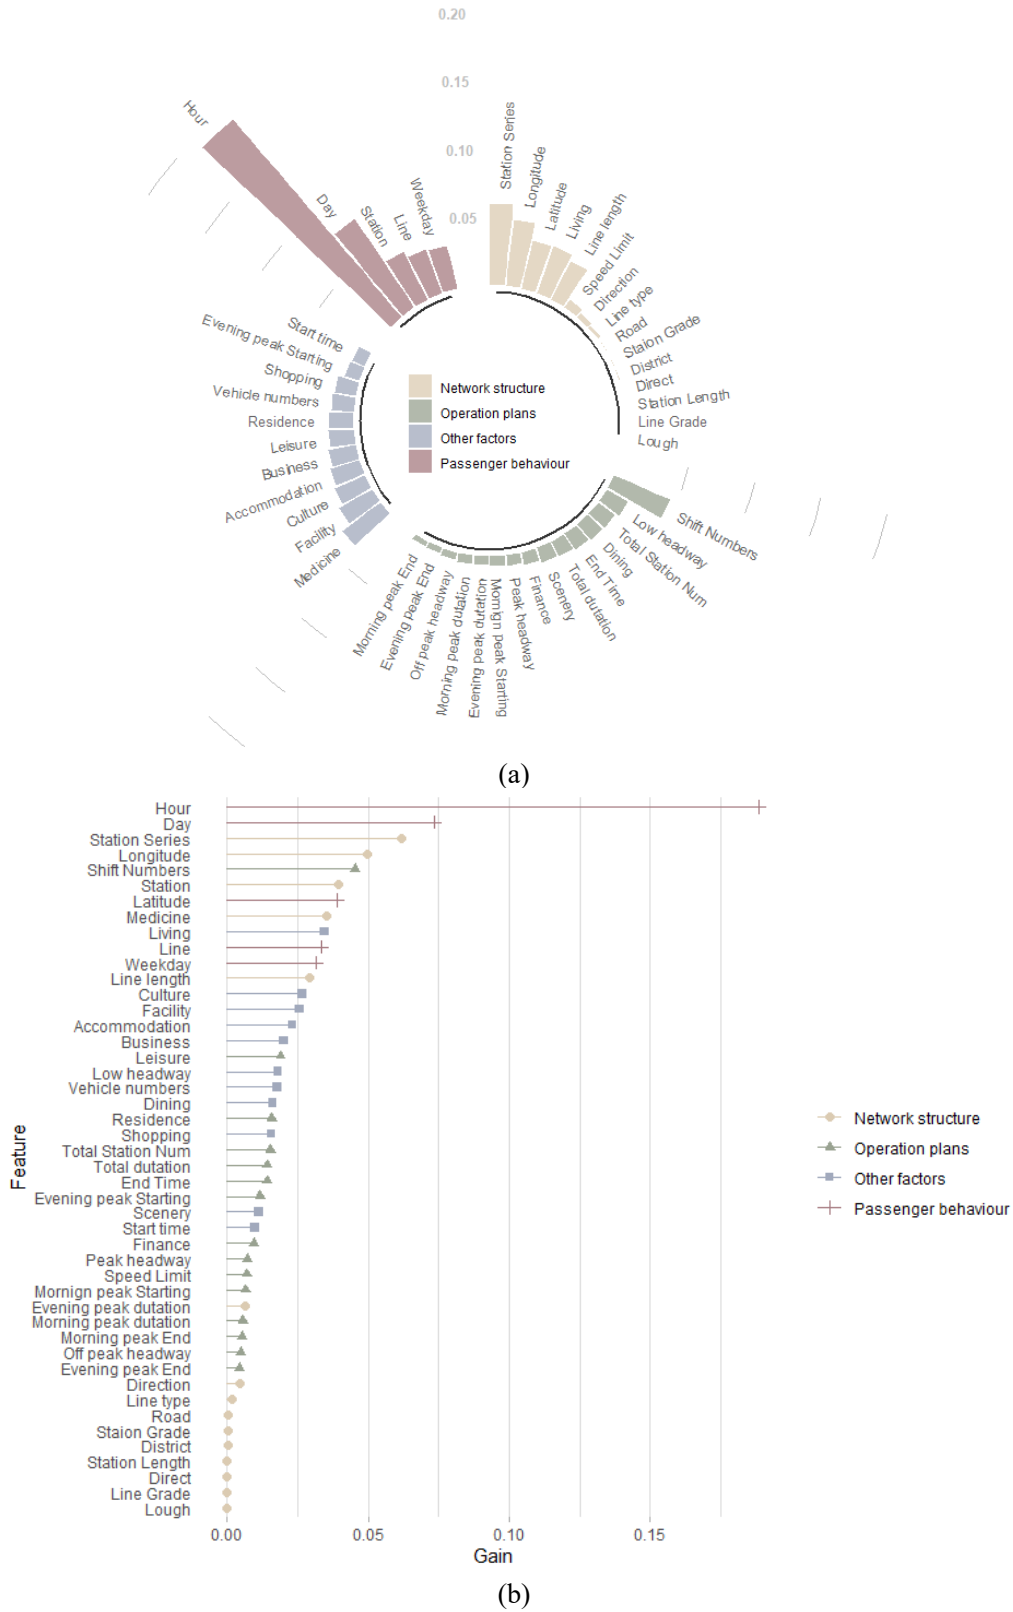 0.20
0.15
0.10
0.05
Hour
Day
Station
Line
Weekday
Station Series
Longitude
Latitude
Living
Line length
Speed Limit
Direction
Line type
Road
Staion Grade
District
Direct
Station Length
Line Grade
Lough
Start time
Evening peak Starting
Shopping
Vehicle numbers
Residence
Leisure
Business
Accommodation
Culture
Facility
Medicine
Network structure
Operation plans
Other factors
Passenger behaviour
Shift Numbers
Low headway
Total Station Num
Dining
End Time
Total dutation
Scenery
Finance
Peak headway
Mornign peak Starting
Evening peak dutation
Morning peak dutation
Off peak headway
Evening peak End
Morning peak End
(a)
Hour
Day
Station Series
Longitude
Shift Numbers
Station
Latitude
Medicine
Living
Line
Weekday
Line length
Culture
Facility
Accommodation
Business
Leisure
Low headway
Vehicle numbers
Dining
Residence
Shopping
Total Station Num
Total dutation
End Time
Evening peak Starting
Scenery
Start time
Finance
Peak headway
Speed Limit
Mornign peak Starting
Evening peak dutation
Morning peak dutation
Morning peak End
Off peak headway
Evening peak End
Direction
Line type
Road
Staion Grade
District
Station Length
Direct
Line Grade
Lough
Feature
0.00 0.05 0.10 0.15
Gain
Network structure
Operation plans
Other factors
Passenger behaviour
(b)